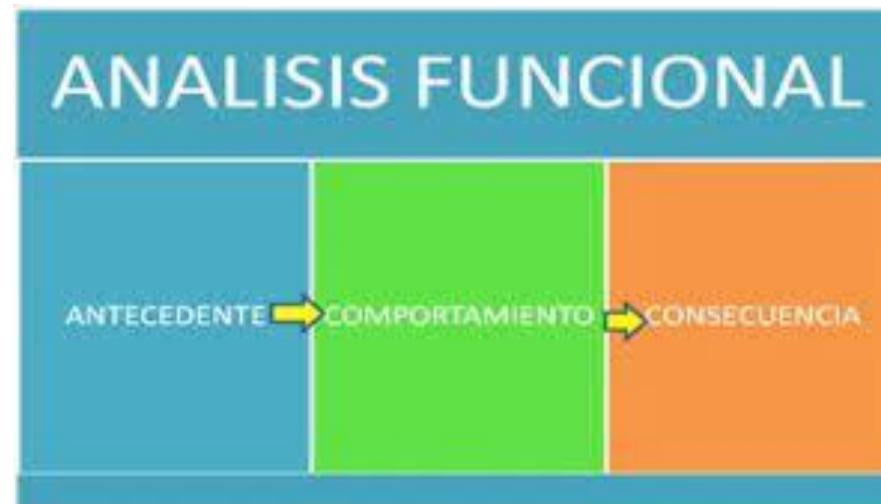 ANALISIS FUNCIONAL
ANTECEDENTE
COMPORTAMIENTO
CONSECUENCIA